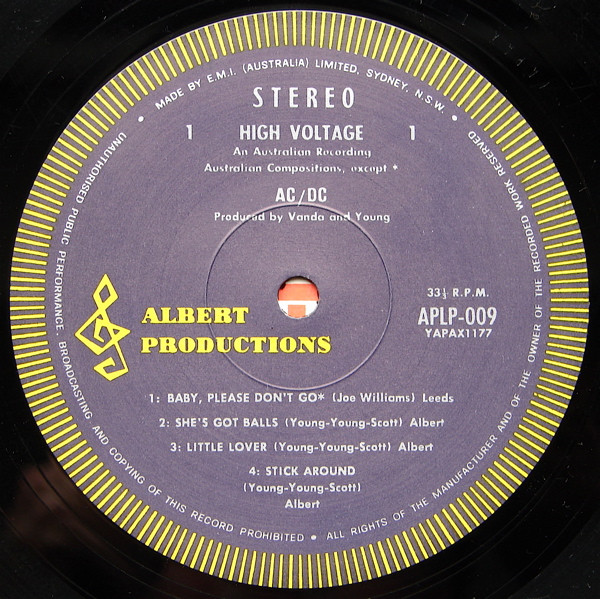 UNAUTHORISED PUBLIC PERFORMANCE, BROADCASTING AND COPYING OF THIS RECORD PROHIBITED • ALL RIGHTS OF THE MANUFACTURER AND OF THE OWNER OF THE RECORDED WORK RESERVED • MADE BY E.M.I. (AUSTRALIA) LIMITED, SYDNEY, N.S.W. •
STEREO
1 HIGH VOLTAGE 1
An Australian Recording
Australian Compositions, except *
AC/DC
Produced by Vanda and Young
33⅓ R.P.M.
APLP-009
YAPAX1177
ALBERT
PRODUCTIONS
1: BABY, PLEASE DON'T GO* (Joe Williams) Leeds
2: SHE'S GOT BALLS (Young-Young-Scott) Albert
3: LITTLE LOVER (Young-Young-Scott) Albert
4: STICK AROUND
(Young-Young-Scott)
Albert